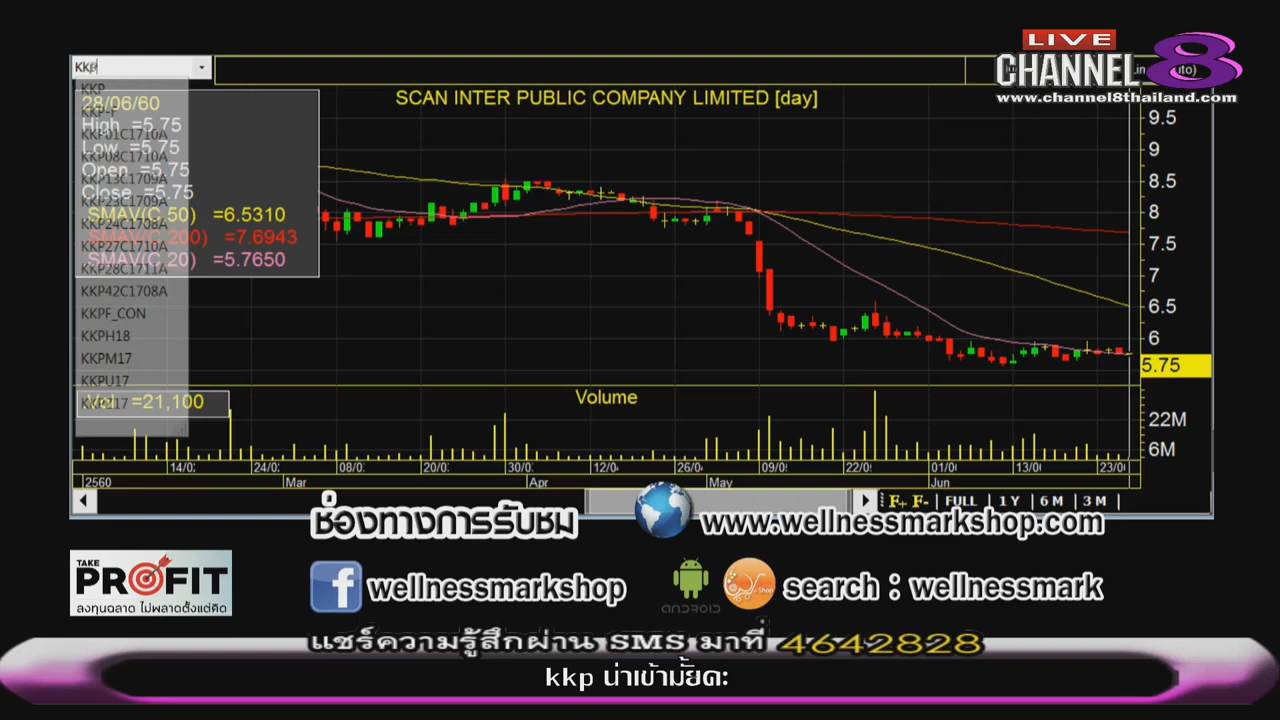 LIVE
CHANNEL 8
www.channel8thailand.com
KKP
SCAN INTER PUBLIC COMPANY LIMITED [day]
KKP
28/06/60
KKP-F
High =5.75
KKP01C1710A
Low =5.75
KKP08C1710A
Open =5.75
KKP13C1709A
Close =5.75
KKP23C1709A
SMAV(C,50) =6.5310
KKP24C1708A
SMAV(C,200) =7.6943
KKP27C1710A
SMAV(C,20) =5.7650
KKP28C1711A
KKP42C1708A
KKPF_CON
KKPH18
KKPM17
KKPU17
Vol =21,100
9.5
9
8.5
8
7.5
7
6.5
6
5.75
Volume
22M
6M
14/0 24/0 08/0 20/0 30/0 12/0 26/0 09/0 22/0 01/0 13/0 23/0
2560 Mar Apr May Jun
F+ F- | FULL | 1 Y | 6 M | 3 M |
ช่องทางการรับชม
www.wellnessmarkshop.com
TAKE
PROFIT
ลงทุนฉลาด ไม่พลาดตั้งแต่คิด
f wellnessmarkshop
ANDROID
Shop
search : wellnessmark
แชร์ความรู้สึกผ่าน SMS มาที่ 4642828
kkp น่าเข้ามั้ยคะ